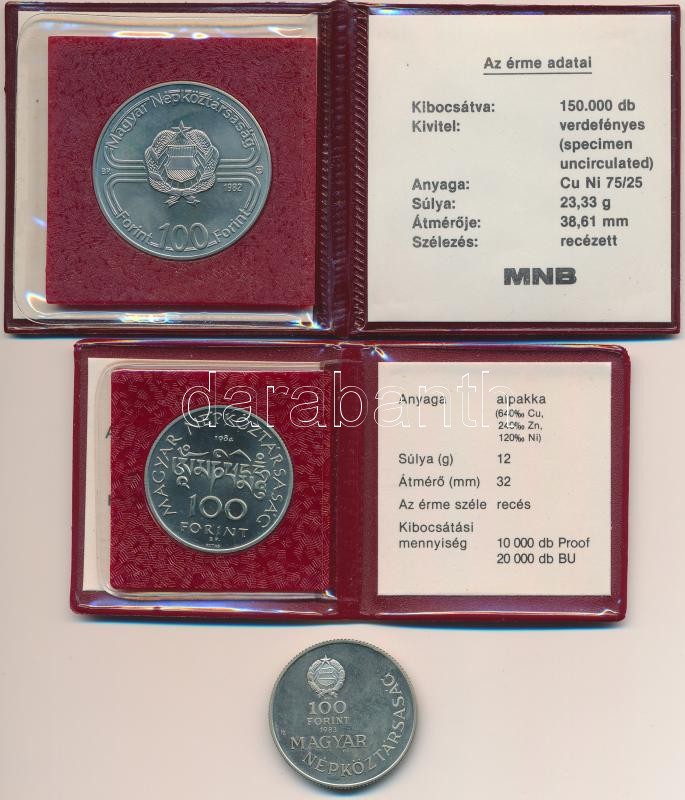 Magyar Népköztársaság
BP.
1982
100
Forint Forint
Az érme adatai
Kibocsátva: 150.000 db
Kivitel: verdefényes
(specimen
uncirculated)
Anyaga: Cu Ni 75/25
Súlya: 23,33 g
Átmérője: 38,61 mm
Szélezés: recézett
MNB
darabanth
MAGYAR NÉPKÖZTÁRSASÁG
1984
100
FORINT
BP.
Anyaga alpakka
(640‰ Cu,
240‰ Zn,
120‰ Ni)
Súlya (g) 12
Átmérő (mm) 32
Az érme széle recés
Kibocsátási
mennyiség 10 000 db Proof
20 000 db BU
100
FORINT
1983
MAGYAR
NÉPKÖZTÁRSASÁG